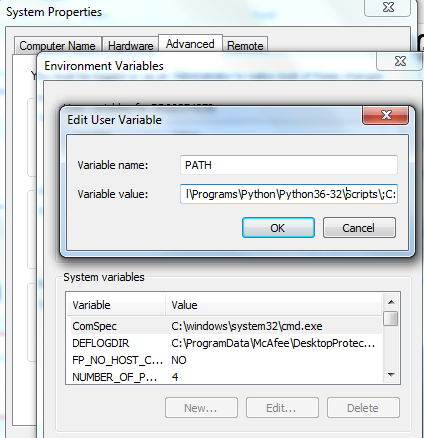 System Properties
Computer Name Hardware Advanced Remote
Environment Variables
Edit User Variable
Variable name: PATH
Variable value: l\Programs\Python\Python36-32\Scripts\;C:
OK Cancel
System variables
Variable Value
ComSpec C:\windows\system32\cmd.exe
DEFLOGDIR C:\ProgramData\McAfee\DesktopProtec...
FP_NO_HOST_C... NO
NUMBER_OF_P... 4
New... Edit... Delete